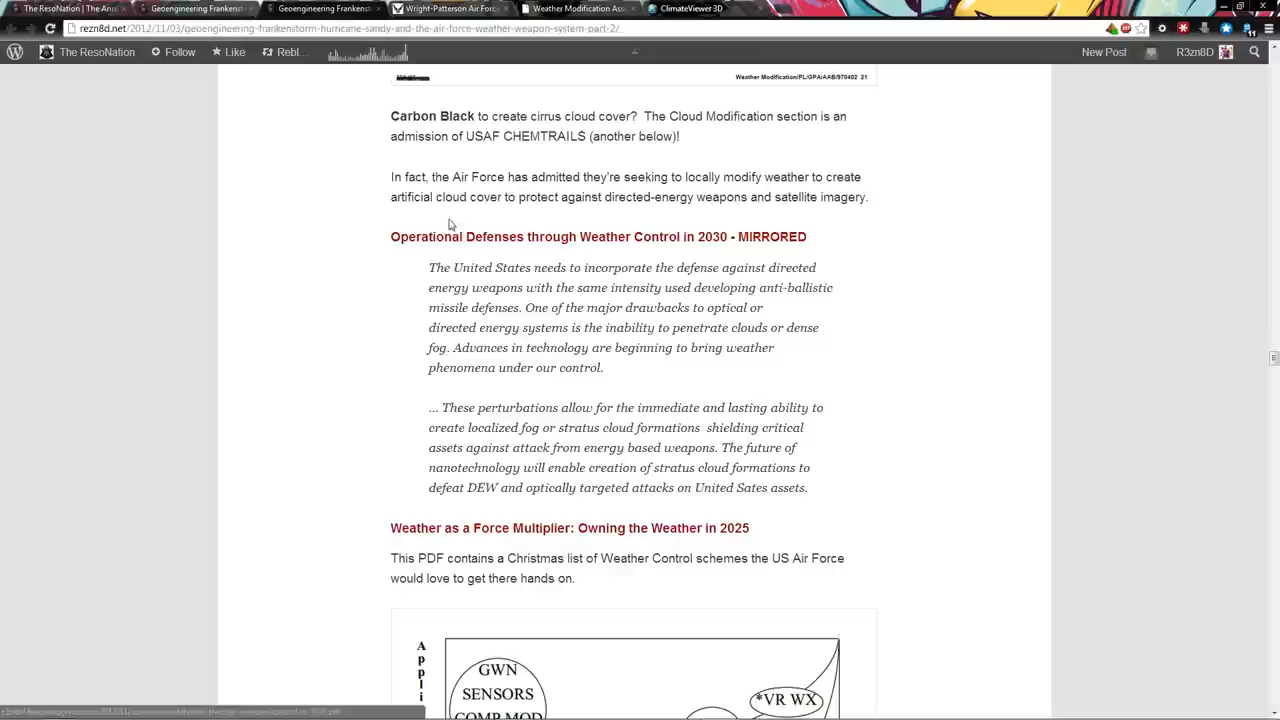 The ResoNation | The Anon
Geoengineering Frankenst
Geoengineering Frankenst
Wright-Patterson Air Forc
Weather Modification Ass
ClimateViewer3D
rezn8d.net/2012/11/03/geoengineering-frankenstorm-hurricane-sandy-and-the-air-force-weather-weapon-system-part-2/
11
The ResoNation
Follow
Like
Rebl...
New Post
R3zn8D
Weather Modification/PL/GPA/AAB/970402 21
Carbon Black to create cirrus cloud cover? The Cloud Modification section is an
admission of USAF CHEMTRAILS (another below)!
In fact, the Air Force has admitted they're seeking to locally modify weather to create
artificial cloud cover to protect against directed-energy weapons and satellite imagery.
Operational Defenses through Weather Control in 2030 - MIRRORED
The United States needs to incorporate the defense against directed
energy weapons with the same intensity used developing anti-ballistic
missile defenses. One of the major drawbacks to optical or
directed energy systems is the inability to penetrate clouds or dense
fog. Advances in technology are beginning to bring weather
phenomena under our control.
... These perturbations allow for the immediate and lasting ability to
create localized fog or stratus cloud formations shielding critical
assets against attack from energy based weapons. The future of
nanotechnology will enable creation of stratus cloud formations to
defeat DEW and optically targeted attacks on United Sates assets.
Weather as a Force Multiplier: Owning the Weather in 2025
This PDF contains a Christmas list of Weather Control schemes the US Air Force
would love to get there hands on.
Appli
GWN
SENSORS
COMP MOD
*VR WX